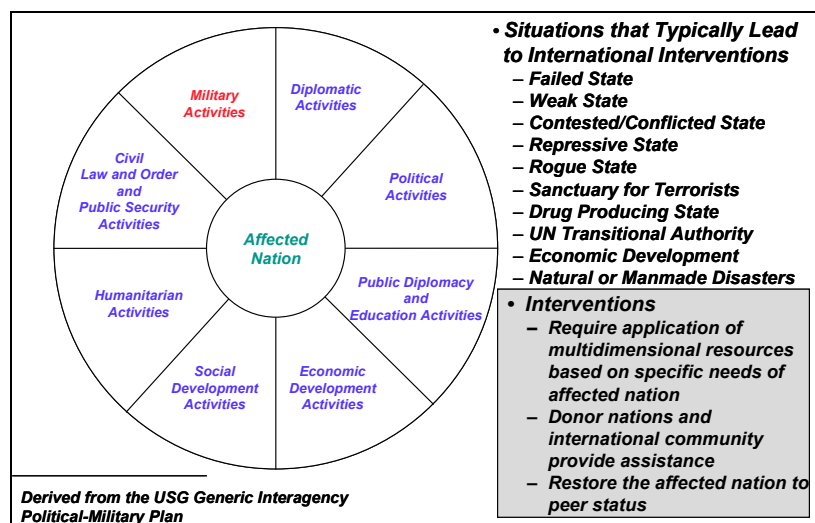 Military
Activities
Diplomatic
Activities
Political
Activities
Public Diplomacy
and
Education Activities
Economic
Development
Activities
Social
Development
Activities
Humanitarian
Activities
Civil
Law and Order
and
Public Security
Activities
Affected
Nation
Derived from the USG Generic Interagency
Political-Military Plan
• Situations that Typically Lead
to International Interventions
– Failed State
– Weak State
– Contested/Conflicted State
– Repressive State
– Rogue State
– Sanctuary for Terrorists
– Drug Producing State
– UN Transitional Authority
– Economic Development
– Natural or Manmade Disasters
• Interventions
– Require application of
multidimensional resources
based on specific needs of
affected nation
– Donor nations and
international community
provide assistance
– Restore the affected nation to
peer status